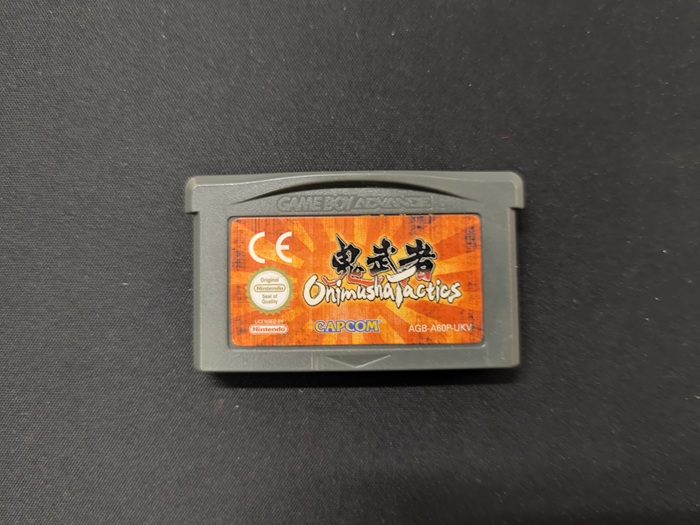 GAME BOY ADVANCE
CE
鬼武者
Onimusha Tactics
Original
Nintendo
Seal of
Quality
LICENSED BY
Nintendo
CAPCOM
AGB-A6OP-UKV